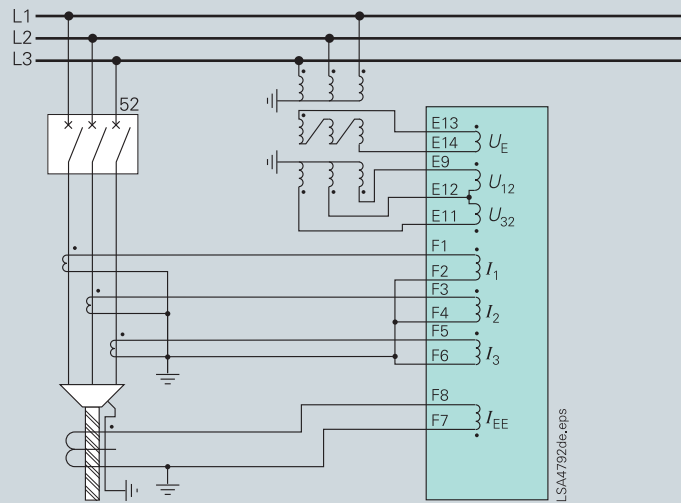 L1
L2
L3
52
E13
E14
U_E
E9
U_12
E12
E11
U_32
F1
F2
I_1
F3
F4
I_2
F5
F6
I_3
F8
F7
I_EE
LSA4792de.eps